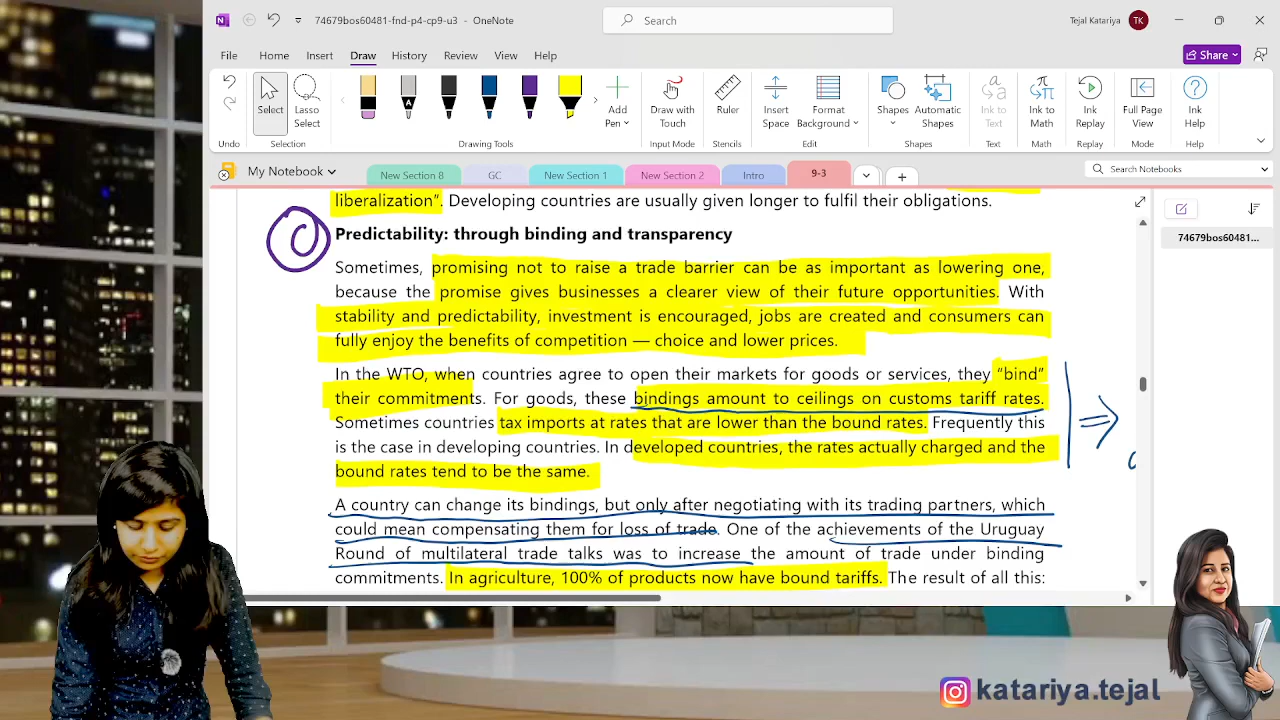 74679bos60481-fnd-p4-cp9-u3 - OneNote
Search
Tejal Katariya
TK
File Home Insert Draw History Review View Help
Share
Select
Lasso Select
Add Pen
Draw with Touch
Ruler
Insert Space
Format Background
Shapes
Automatic Shapes
Ink to Text
Ink to Math
Ink Replay
Full Page View
Ink Help
Undo Selection Drawing Tools Input Mode Stencils Edit Shapes Text Math Replay Mode Help
My Notebook
New Section 8
GC
New Section 1
New Section 2
Intro
9-3
Search Notebooks
74679bos60481...
liberalization”. Developing countries are usually given longer to fulfil their obligations.
Predictability: through binding and transparency
Sometimes, promising not to raise a trade barrier can be as important as lowering one,
because the promise gives businesses a clearer view of their future opportunities. With
stability and predictability, investment is encouraged, jobs are created and consumers can
fully enjoy the benefits of competition — choice and lower prices.
In the WTO, when countries agree to open their markets for goods or services, they “bind”
their commitments. For goods, these bindings amount to ceilings on customs tariff rates.
Sometimes countries tax imports at rates that are lower than the bound rates. Frequently this
is the case in developing countries. In developed countries, the rates actually charged and the
bound rates tend to be the same.
A country can change its bindings, but only after negotiating with its trading partners, which
could mean compensating them for loss of trade. One of the achievements of the Uruguay
Round of multilateral trade talks was to increase the amount of trade under binding
commitments. In agriculture, 100% of products now have bound tariffs. The result of all this:
katariya.tejal